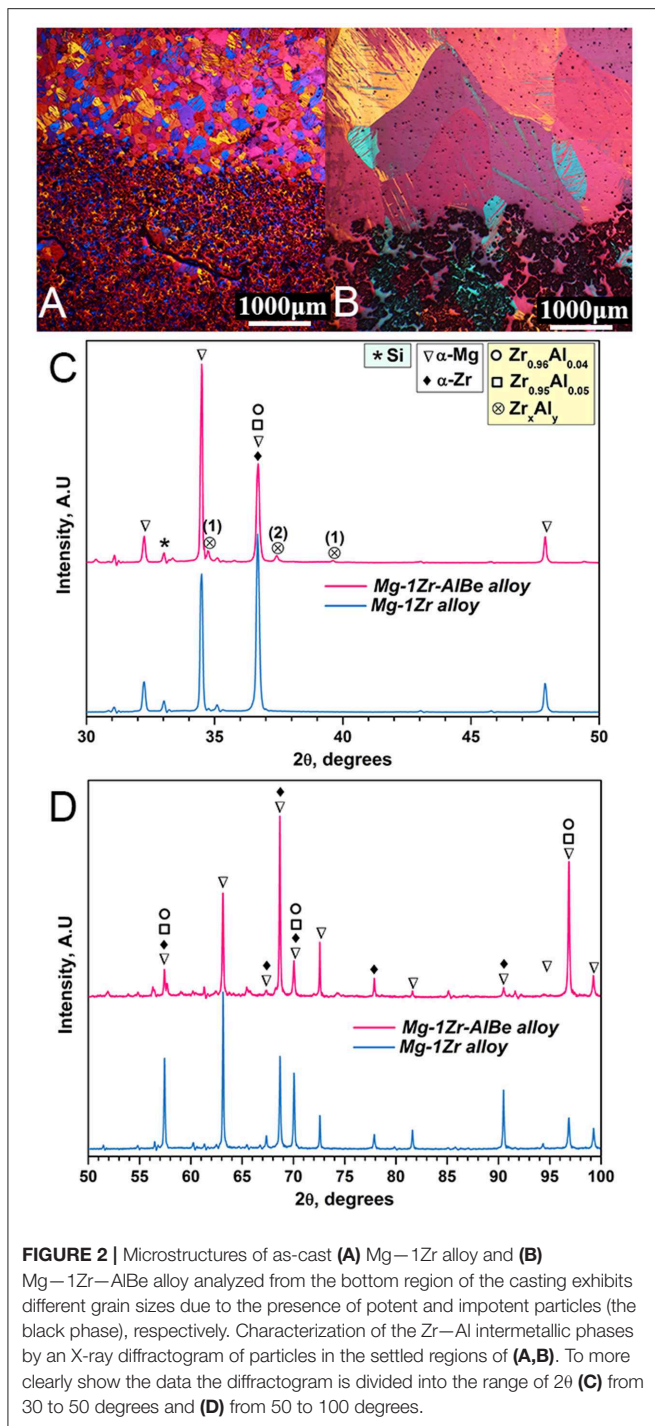 A
1000μm
B
1000μm
C
* Si
▽ α-Mg
♦ α-Zr
○ Zr0.96Al0.04
□ Zr0.95Al0.05
⊗ ZrxAly
(1)
(2)
(1)
Mg-1Zr-AlBe alloy
Mg-1Zr alloy
Intensity, A.U
30 35 40 45 50
2θ, degrees
D
Mg-1Zr-AlBe alloy
Mg-1Zr alloy
Intensity, A.U
50 60 70 80 90 100
2θ, degrees
FIGURE 2 | Microstructures of as-cast (A) Mg—1Zr alloy and (B)
Mg—1Zr—AlBe alloy analyzed from the bottom region of the casting exhibits
different grain sizes due to the presence of potent and impotent particles (the
black phase), respectively. Characterization of the Zr—Al intermetallic phases
by an X-ray diffractogram of particles in the settled regions of (A,B). To more
clearly show the data the diffractogram is divided into the range of 2θ (C) from
30 to 50 degrees and (D) from 50 to 100 degrees.